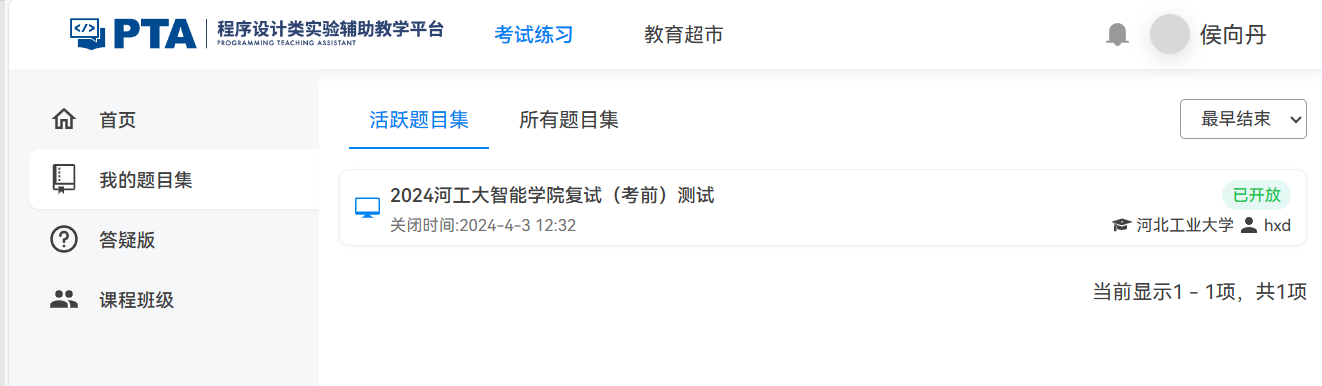 PTA 程序设计类实验辅助教学平台 考试练习 教育超市 侯向丹
PROGRAMMING TEACHING ASSISTANT
首页
我的题目集
答疑版
课程班级
活跃题目集 所有题目集 最早结束
2024河工大智能学院复试（考前）测试 已开放
关闭时间:2024-4-3 12:32 河北工业大学 hxd
当前显示1 - 1项，共1项